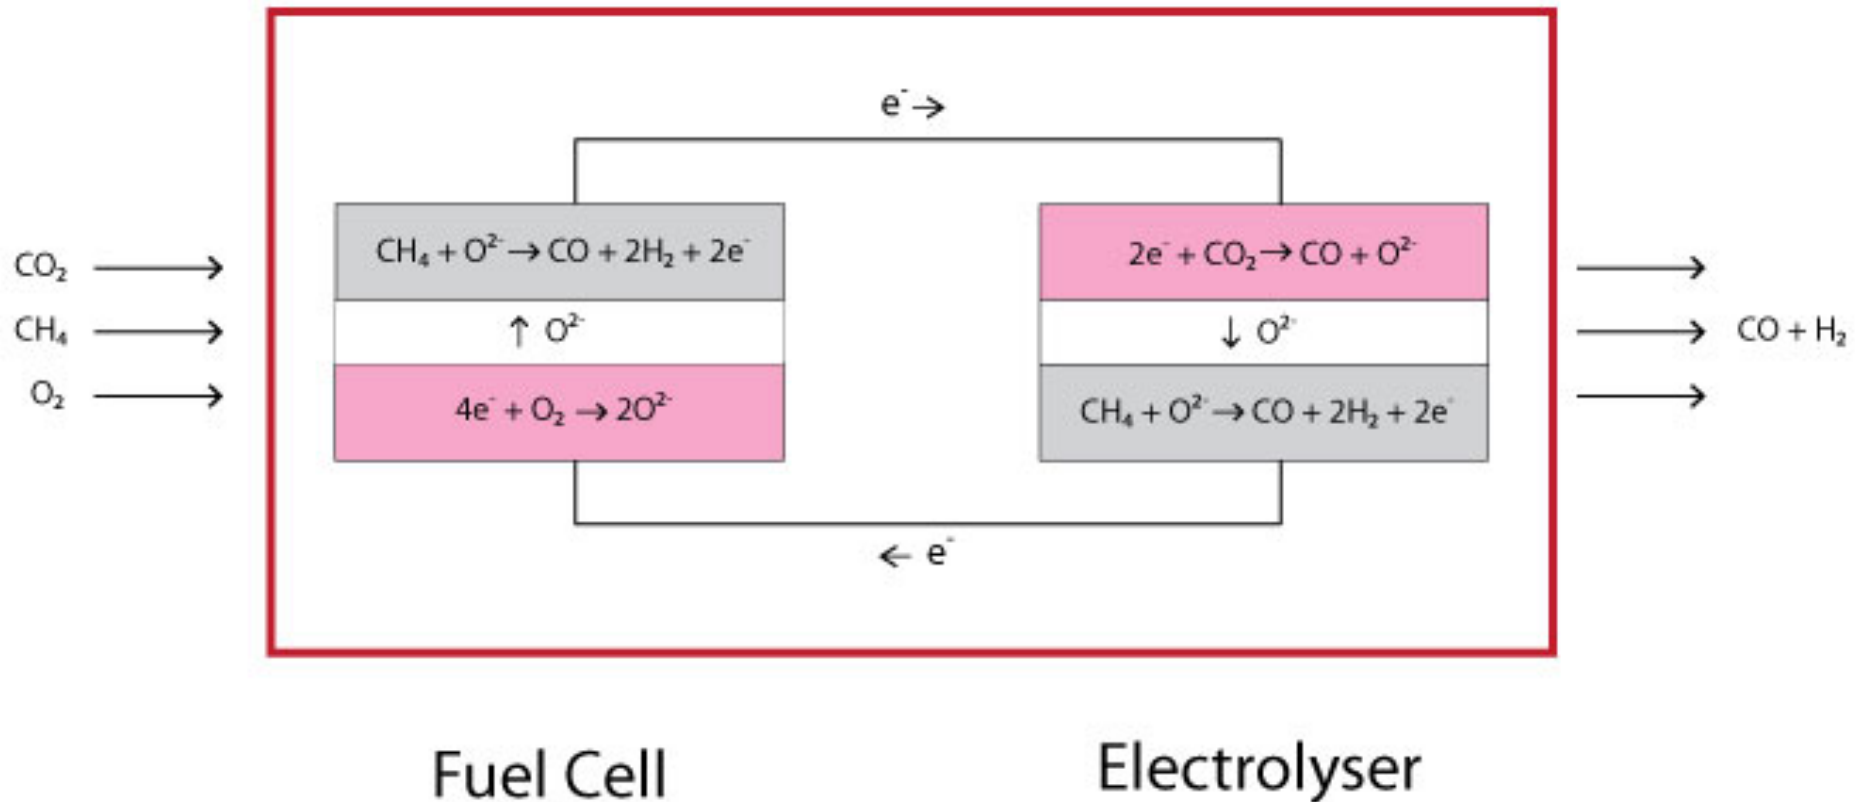 e⁻ →
CH₄ + O²⁻ → CO + 2H₂ + 2e⁻
2e⁻ + CO₂ → CO + O²⁻
CO₂
CH₄
O₂
↑ O²⁻
↓ O²⁻
CO + H₂
4e⁻ + O₂ → 2O²⁻
CH₄ + O²⁻ → CO + 2H₂ + 2e⁻
← e⁻
Fuel Cell
Electrolyser